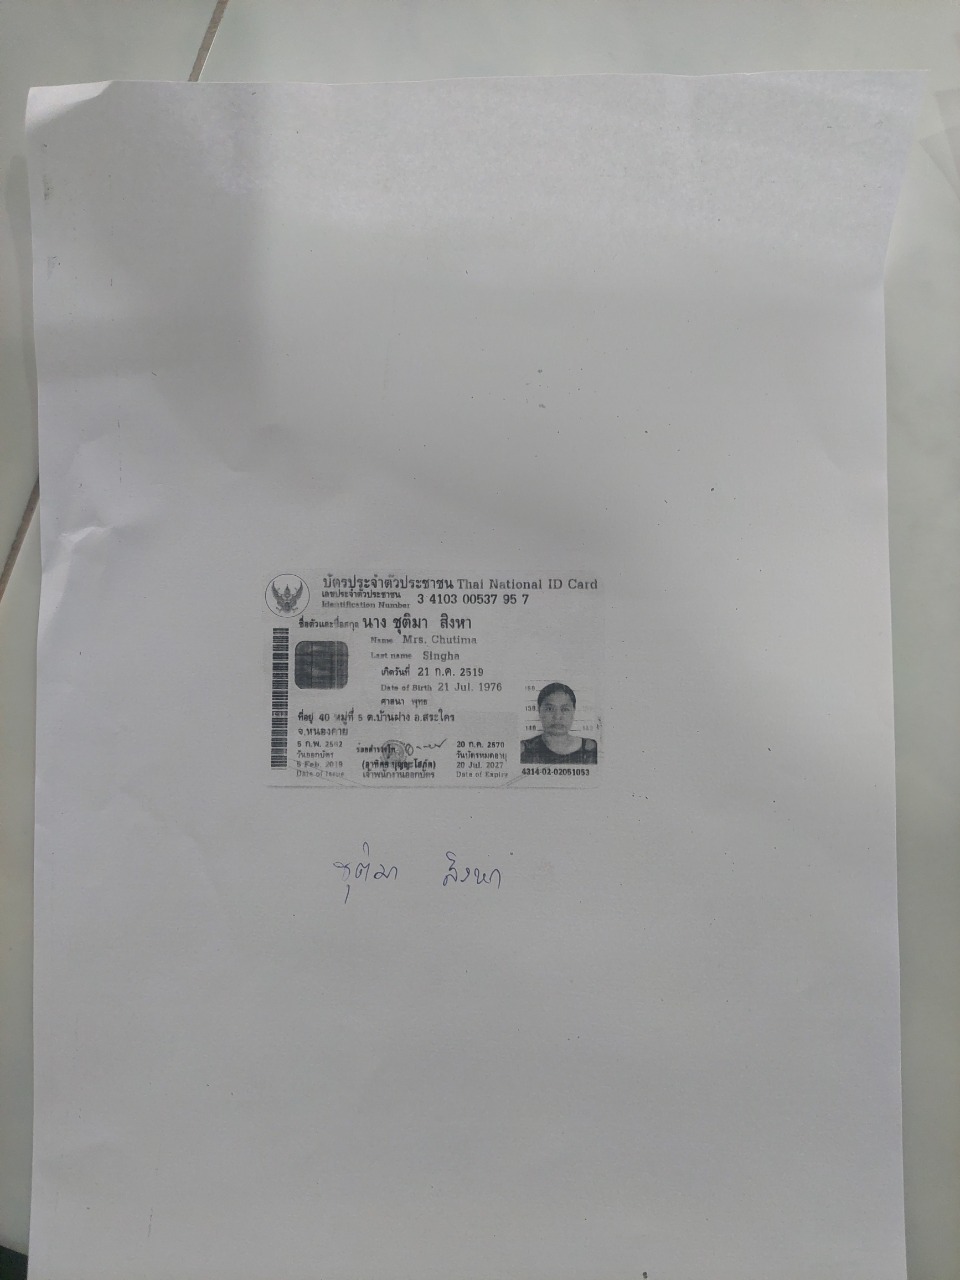 บัตรประจำตัวประชาชน Thai National ID Card
เลขประจำตัวประชาชน
Identification Number 3 4103 00537 95 7
ชื่อตัวและชื่อสกุล นาง ชุติมา สิงหา
Name Mrs. Chutima
Last name Singha
เกิดวันที่ 21 ก.ค. 2519
Date of Birth 21 Jul. 1976
ศาสนา พุทธ
ที่อยู่ 40 หมู่ที่ 5 ต.บ้านฝาง อ.สระใคร
จ.หนองคาย
5 ก.พ. 2562
วันออกบัตร
5 Feb. 2019
Date of Issue
เจ้าพนักงานออกบัตร
20 ก.ค. 2570
วันบัตรหมดอายุ
20 Jul. 2027
Date of Expiry
4314-02-02051053
ชุติมา สิงหา